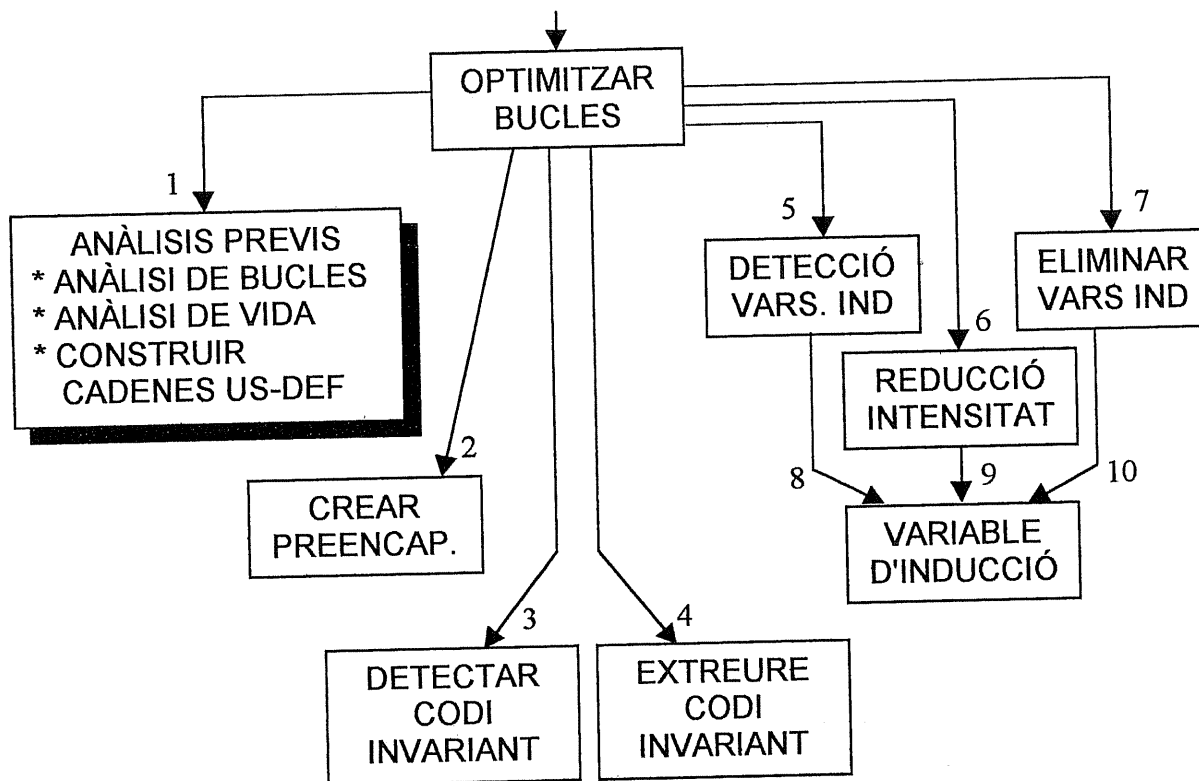 OPTIMITZAR
BUCLES
1
ANÀLISIS PREVIS
* ANÀLISI DE BUCLES
* ANÀLISI DE VIDA
* CONSTRUIR
CADENES US-DEF
2
CREAR
PREENCAP.
3
DETECTAR
CODI
INVARIANT
4
EXTREURE
CODI
INVARIANT
5
DETECCIÓ
VARS. IND
6
REDUCCIÓ
INTENSITAT
7
ELIMINAR
VARS IND
8
9
10
VARIABLE
D'INDUCCIÓ